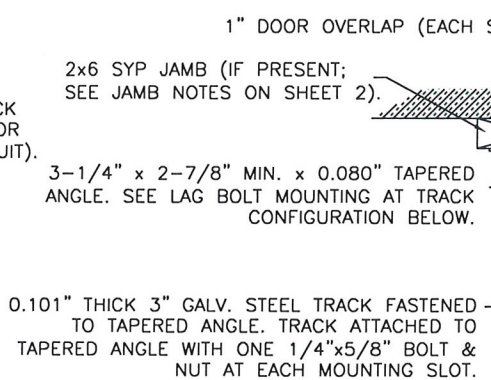 1" DOOR OVERLAP (EACH
2x6 SYP JAMB (IF PRESENT;
SEE JAMB NOTES ON SHEET 2).
CK
OR
UIT).
3-1/4" x 2-7/8" MIN. x 0.080" TAPERED
ANGLE. SEE LAG BOLT MOUNTING AT TRACK
CONFIGURATION BELOW.
0.101" THICK 3" GALV. STEEL TRACK FASTENED
TO TAPERED ANGLE. TRACK ATTACHED TO
TAPERED ANGLE WITH ONE 1/4"x5/8" BOLT &
NUT AT EACH MOUNTING SLOT.